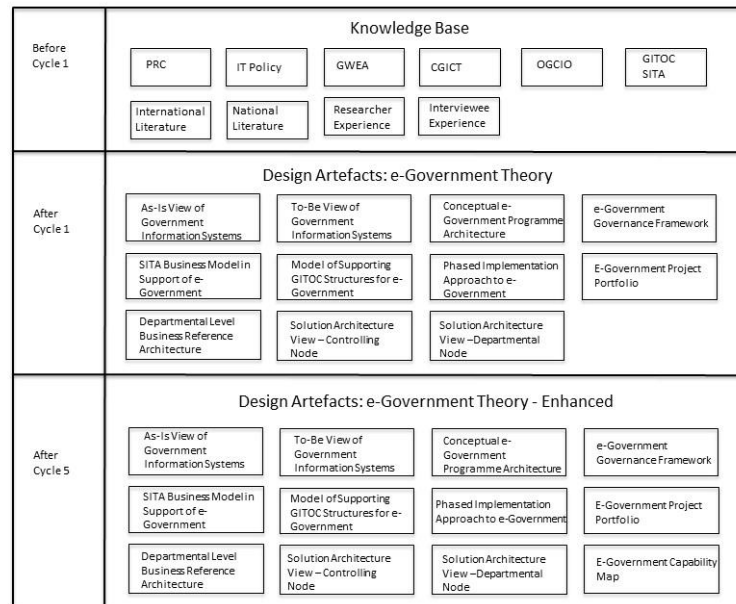 Before
Cycle 1
Knowledge Base
PRC
IT Policy
GWEA
CGICT
OGCIO
GITOC
SITA
International
Literature
National
Literature
Researcher
Experience
Interviewee
Experience
After
Cycle 1
Design Artefacts: e-Government Theory
As-Is View of
Government
Information Systems
To-Be View of
Government
Information Systems
Conceptual e-
Government Programme
Architecture
e-Government
Governance Framework
SITA Business Model in
Support of e-
Government
Model of Supporting
GITOC Structures for e-
Government
Phased Implementation
Approach to e-
Government
E-Government Project
Portfolio
Departmental Level
Business Reference
Architecture
Solution Architecture
View – Controlling
Node
Solution Architecture
View –Departmental
Node
After
Cycle 5
Design Artefacts: e-Government Theory - Enhanced
As-Is View of
Government
Information Systems
To-Be View of
Government
Information Systems
Conceptual e-
Government
Programme Architecture
e-Government
Governance Framework
SITA Business Model in
Support of e-
Government
Model of Supporting
GITOC Structures for e-
Government
Phased Implementation
Approach to e-Government
E-Government Project
Portfolio
Departmental Level
Business Reference
Architecture
Solution Architecture
View – Controlling
Node
Solution Architecture
View –Departmental
Node
E-Government Capability
Map